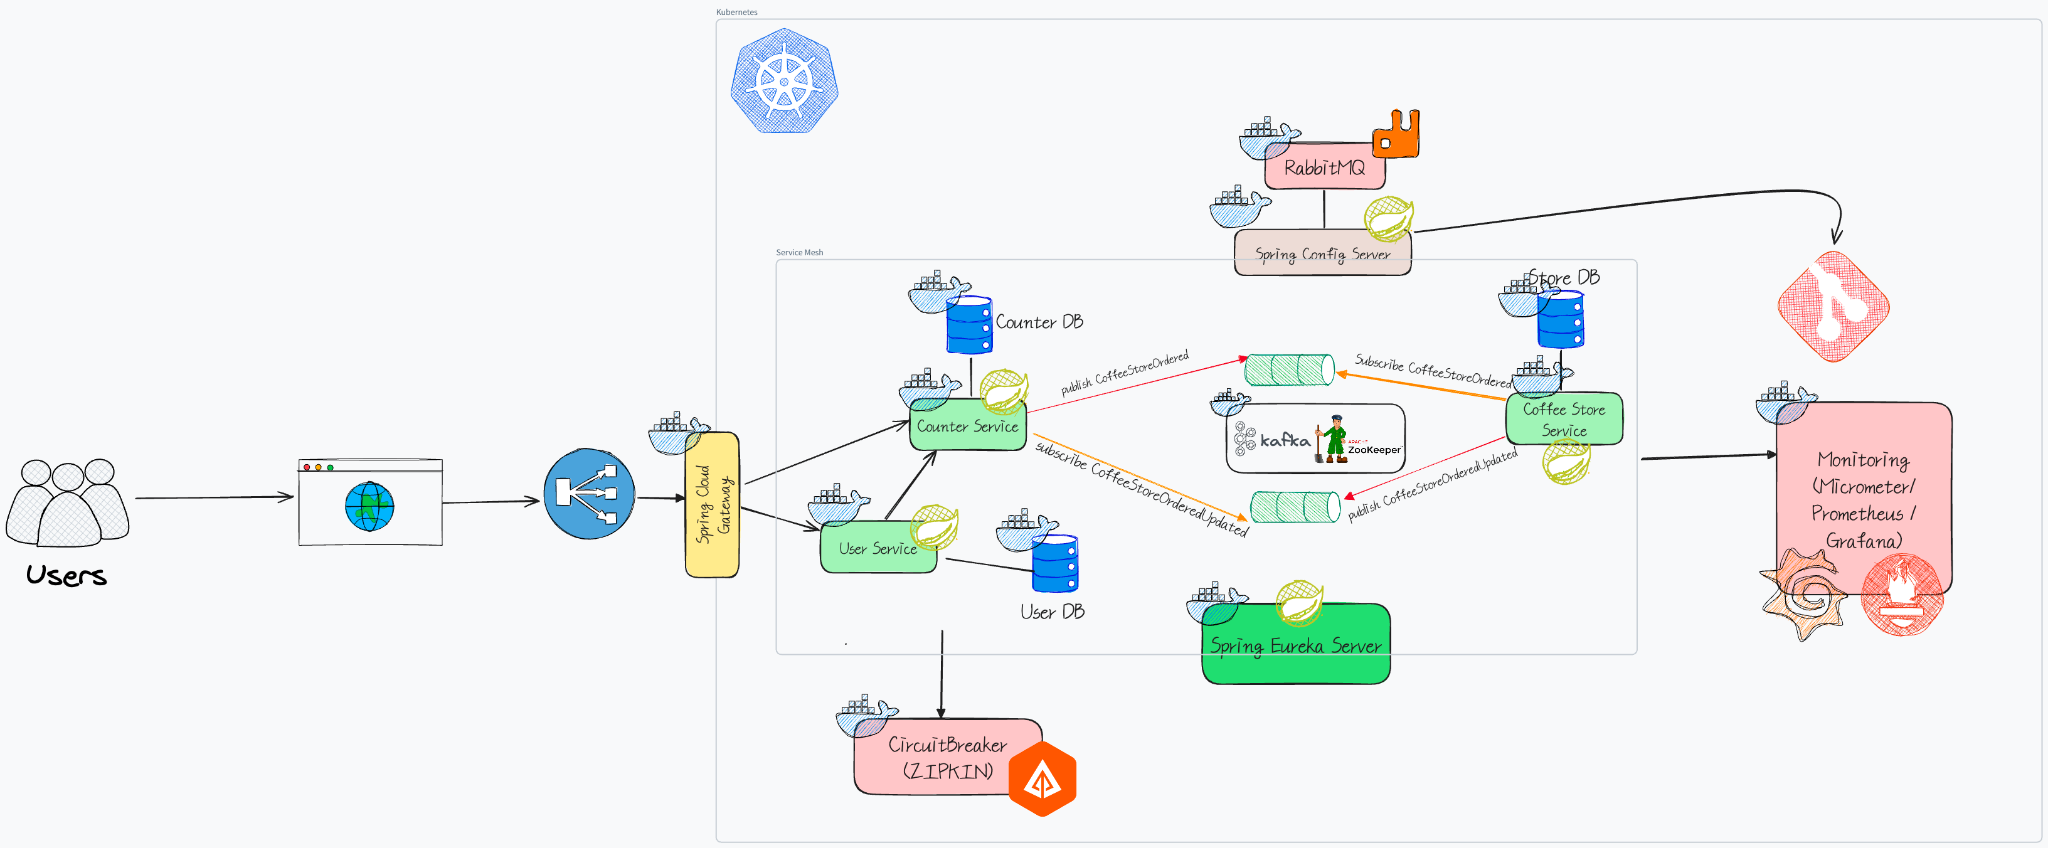 Kubernetes
RabbitMQ
Spring Config Server
Service Mesh
Store DB
Counter DB
publish CoffeeStoreOrdered
Subscribe CoffeeStoreOrdered
Counter Service
Coffee Store
Service
kafka
APACHE
ZooKeeper
subscribe CoffeeStoreOrderedUpdated
publish CoffeeStoreOrderedUpdated
Spring Cloud
Gateway
User Service
User DB
Users
Monitoring
(Micrometer/
Prometheus /
Grafana)
Spring Eureka Server
CircuitBreaker
(ZIPKIN)